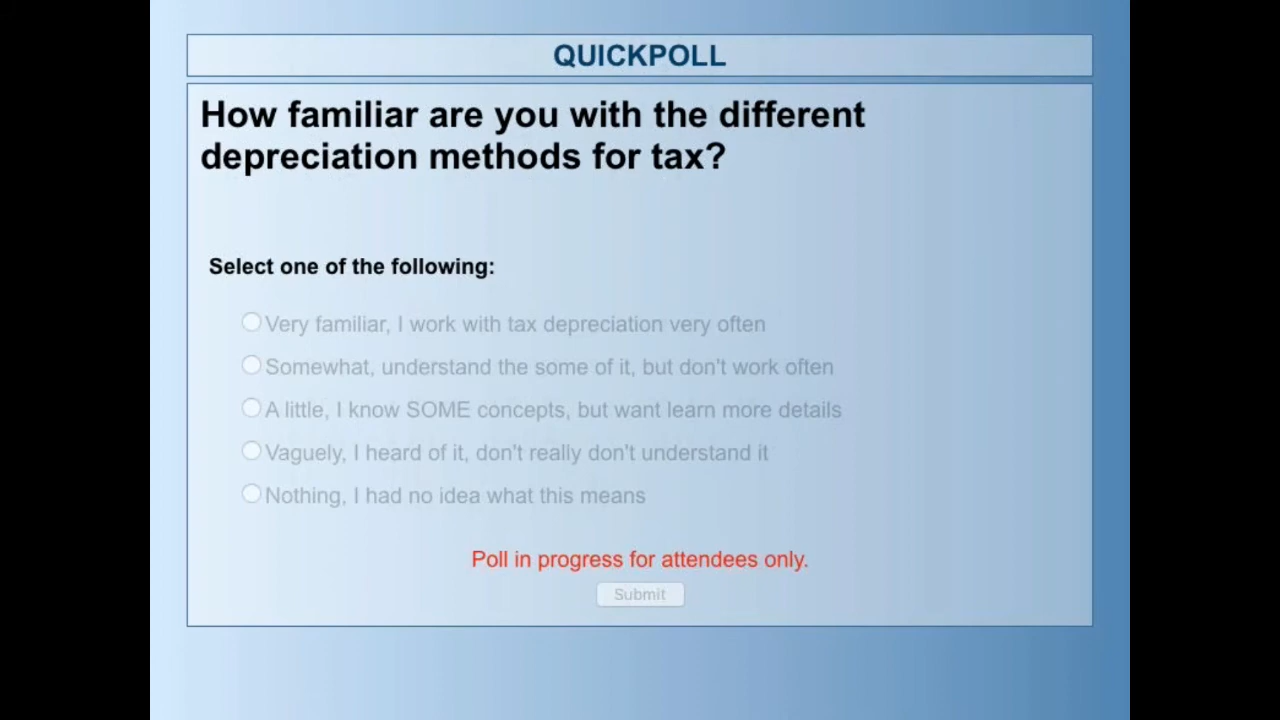 QUICKPOLL
How familiar are you with the different
depreciation methods for tax?
Select one of the following:
Very familiar, I work with tax depreciation very often
Somewhat, understand the some of it, but don't work often
A little, I know SOME concepts, but want learn more details
Vaguely, I heard of it, don't really don't understand it
Nothing, I had no idea what this means
Poll in progress for attendees only.
Submit